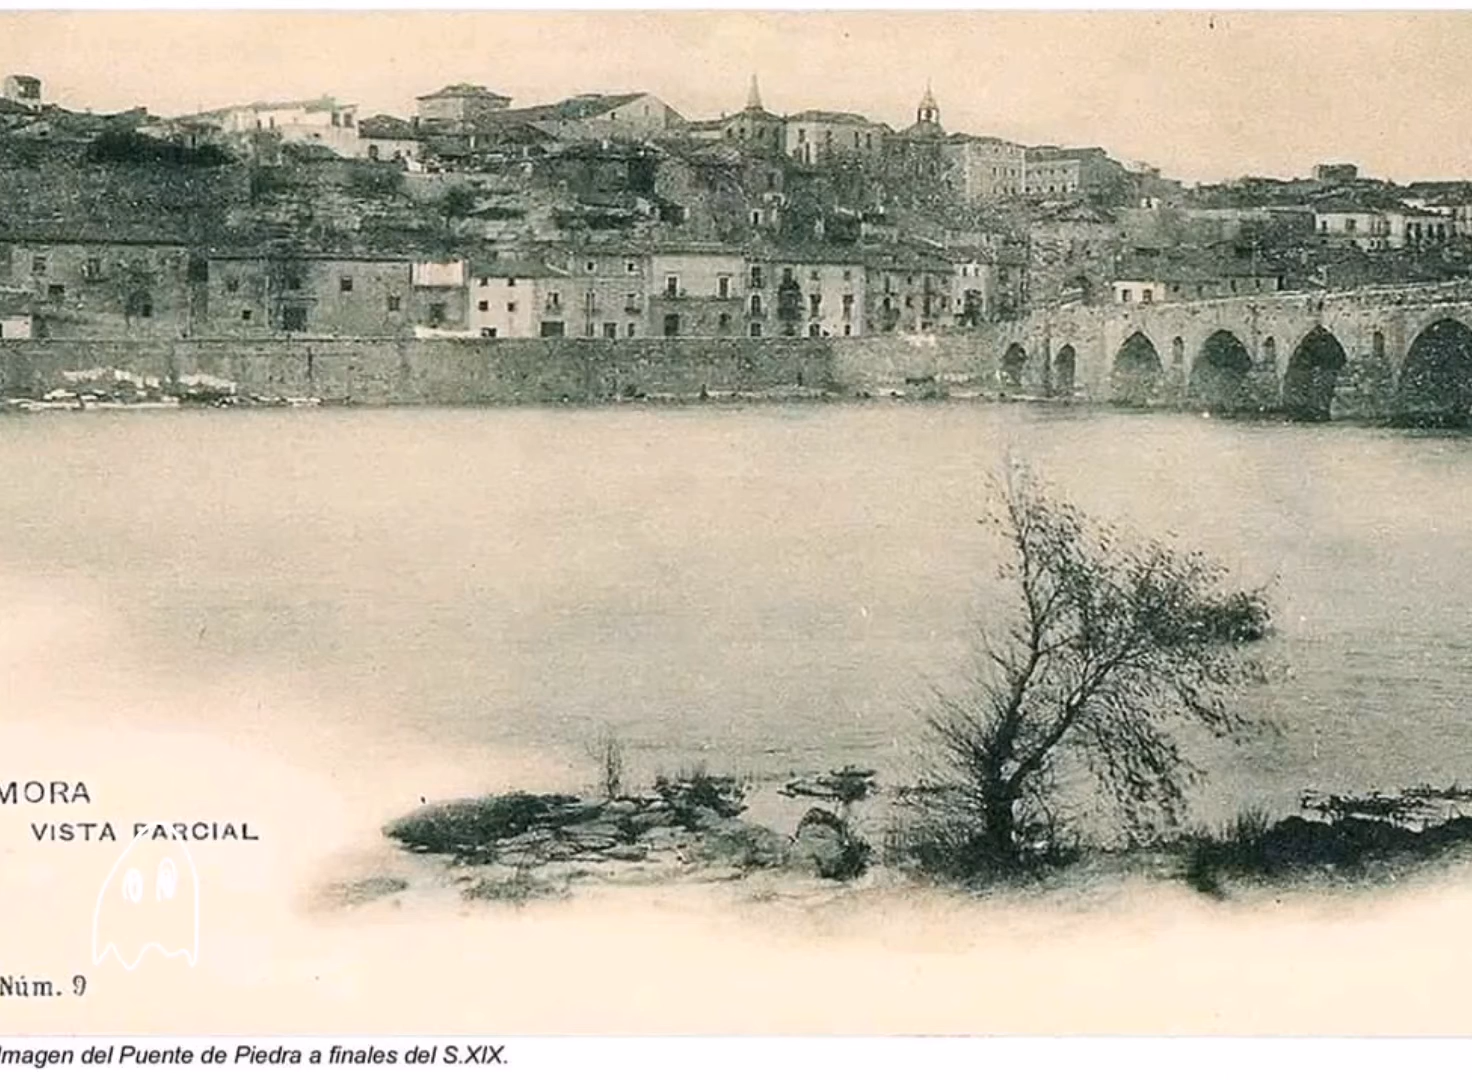 MORA
VISTA PARCIAL
Núm. 9
Imagen del Puente de Piedra a finales del S.XIX.